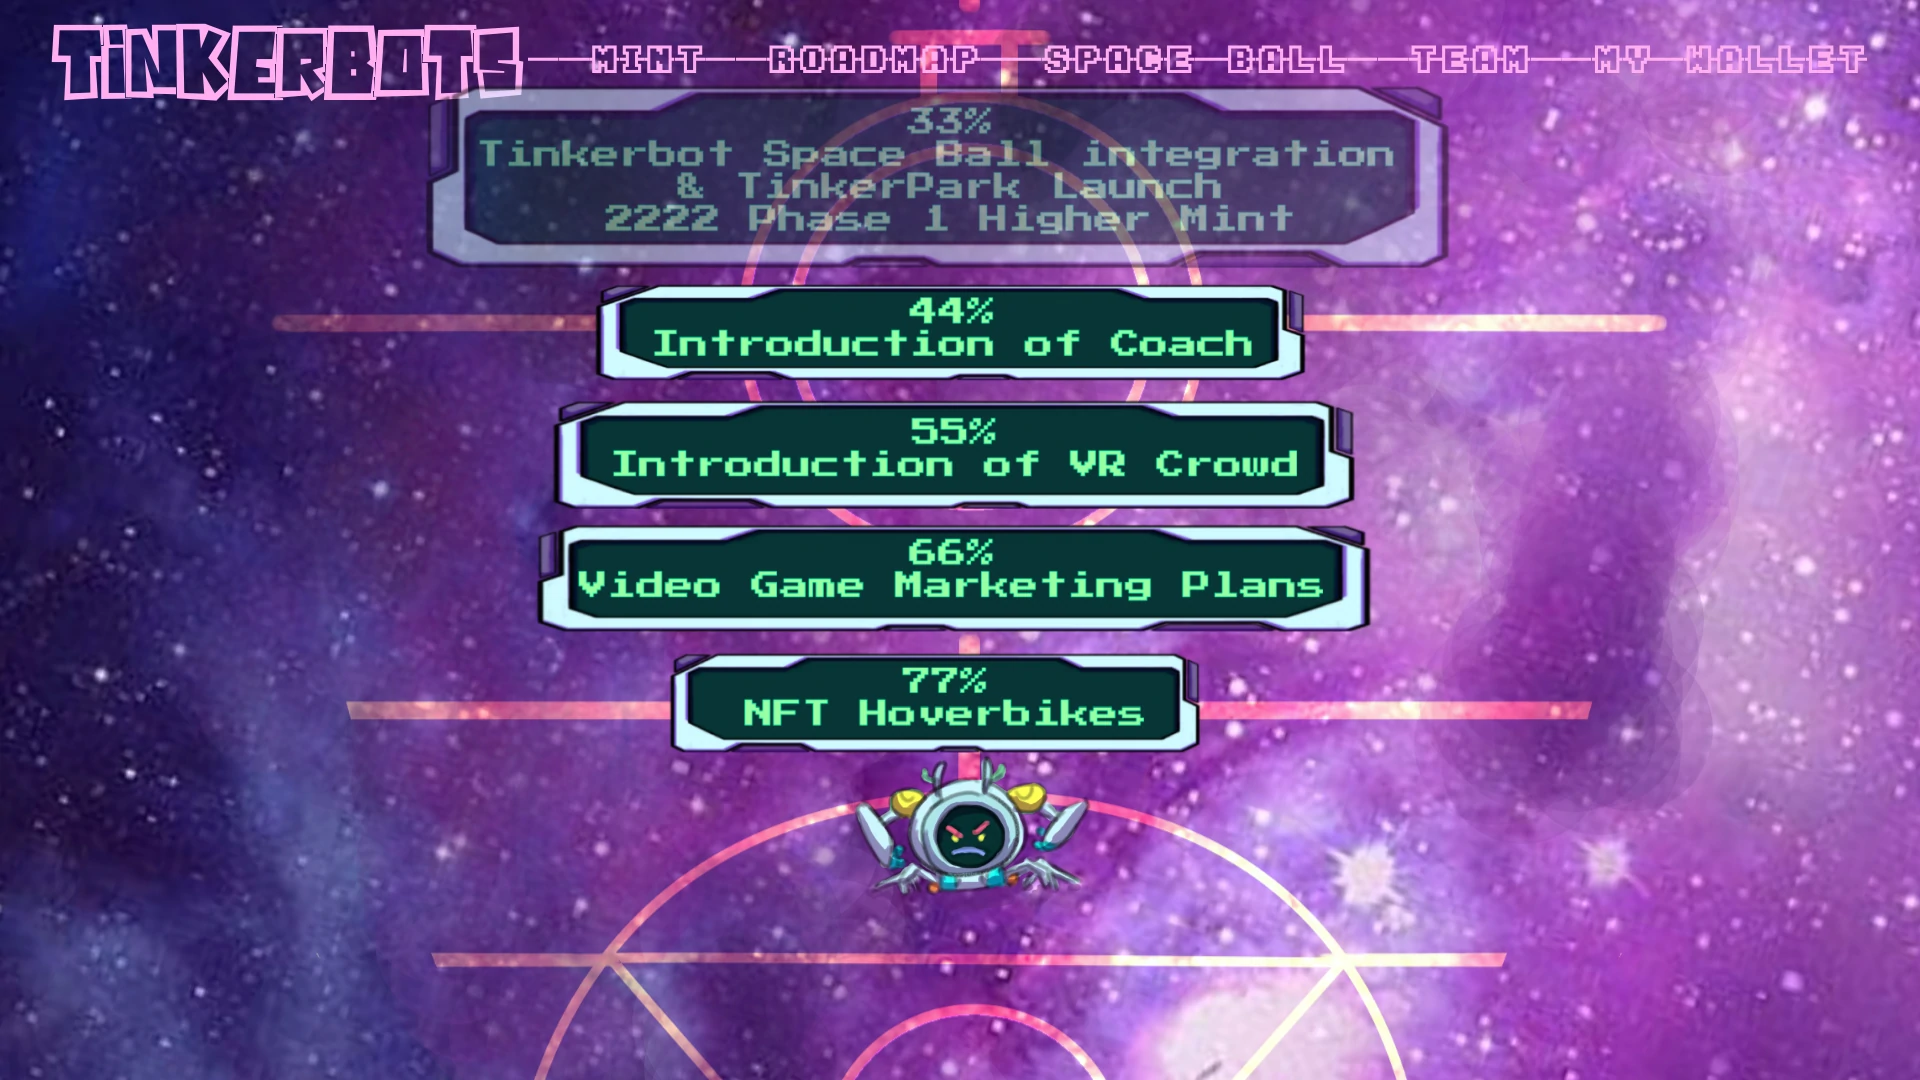 TiNKERBOTS
MINT ROADMAP SPACE BALL TEAM MY WALLET
33%
Tinkerbot Space Ball integration
& TinkerPark Launch
2222 Phase 1 Higher Mint
44%
Introduction of Coach
55%
Introduction of VR Crowd
66%
Video Game Marketing Plans
77%
NFT Hoverbikes